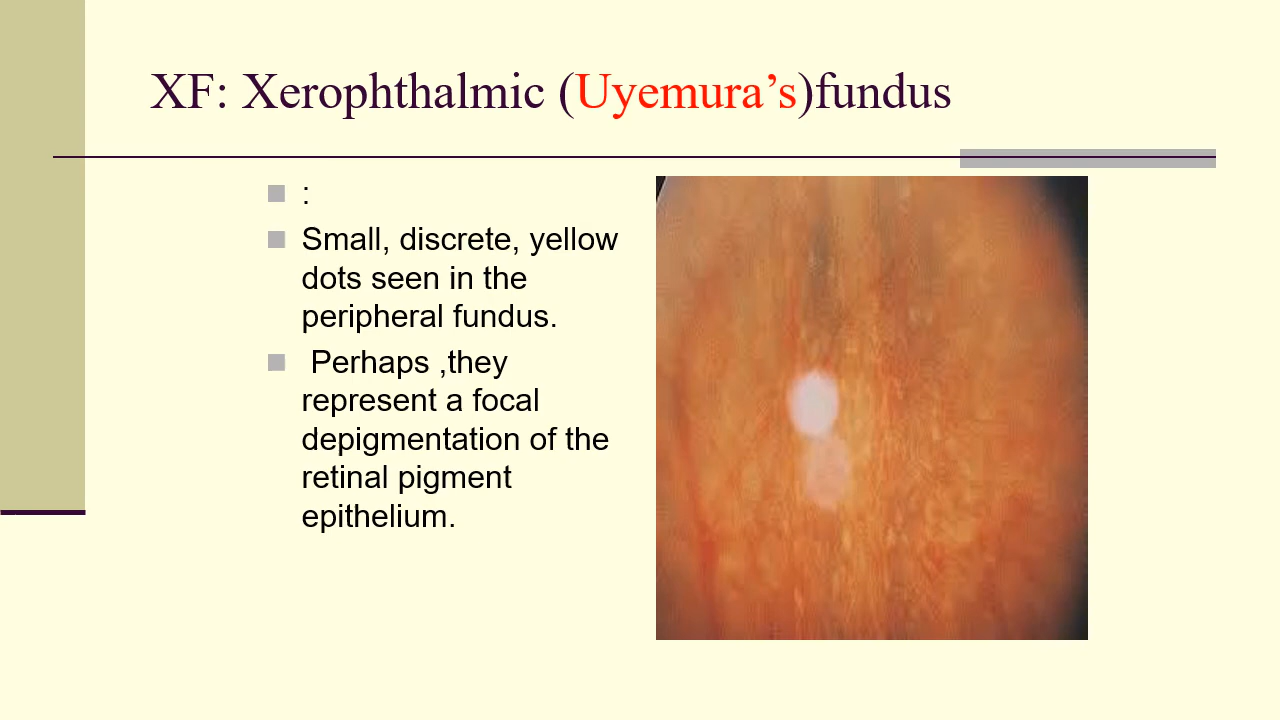 XF: Xerophthalmic (Uyemura’s)fundus
:
Small, discrete, yellow
dots seen in the
peripheral fundus.
Perhaps ,they
represent a focal
depigmentation of the
retinal pigment
epithelium.